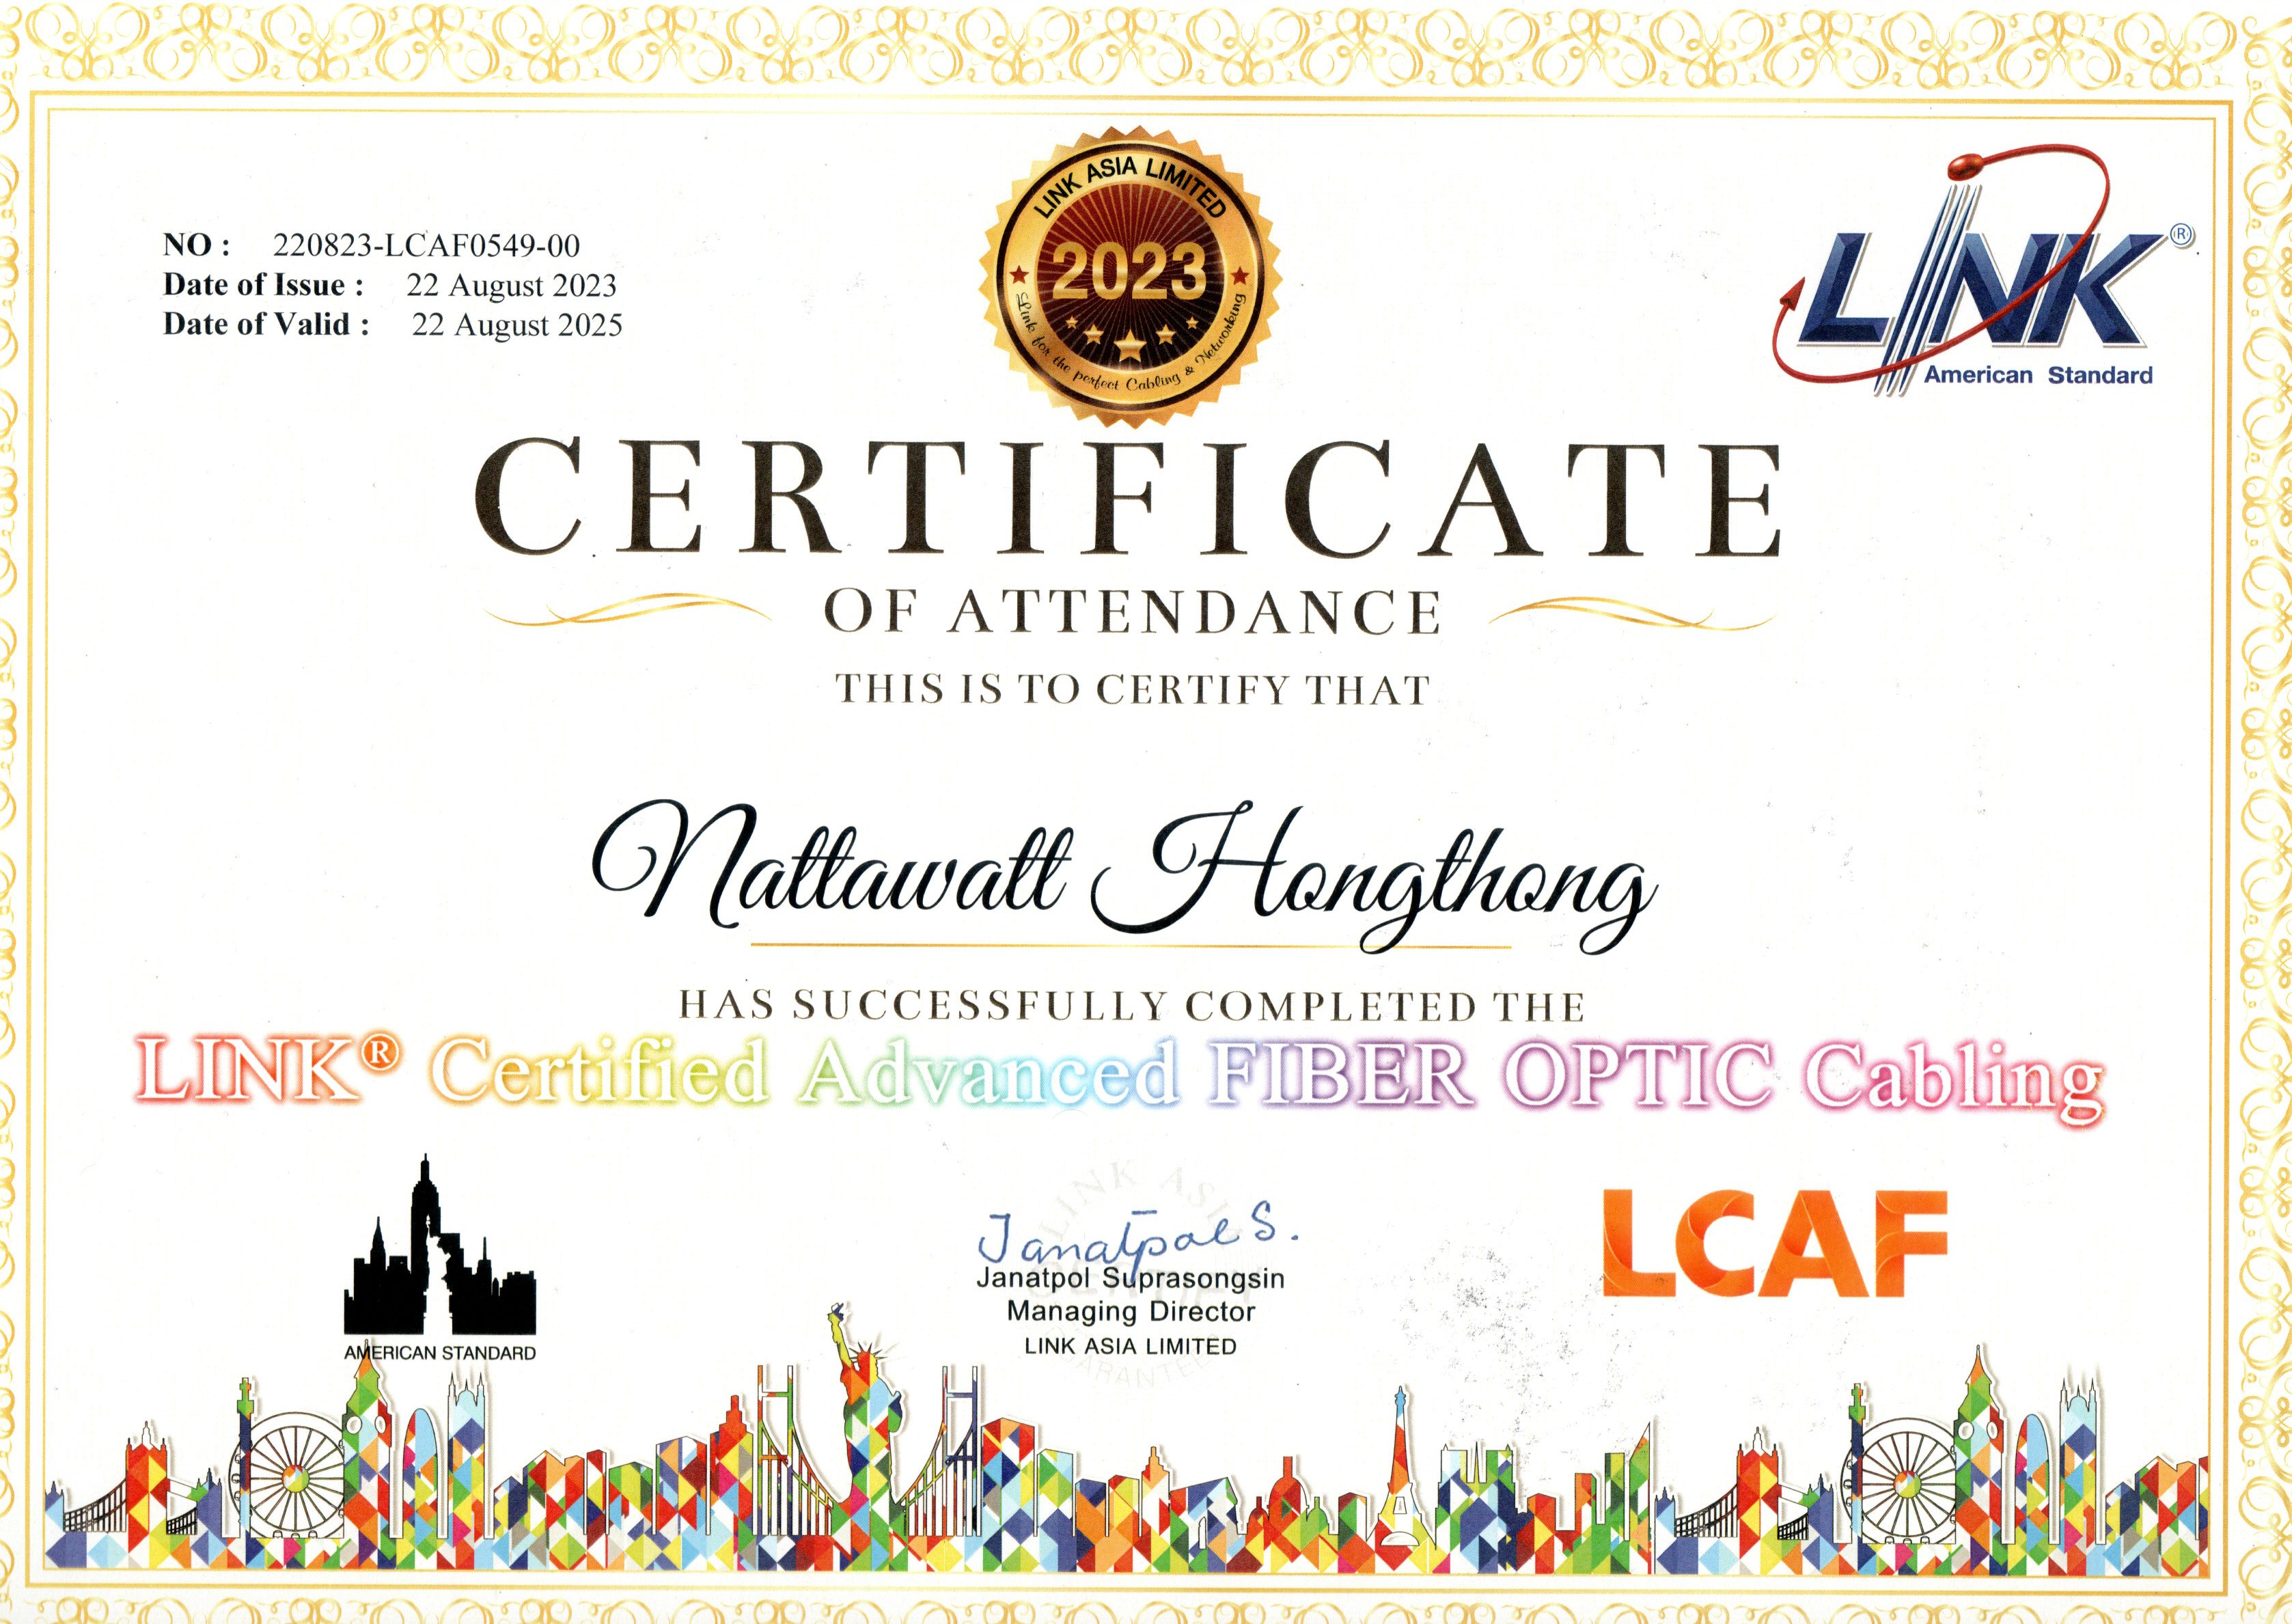 LINK ASIA LIMITED
2023
Link for the perfect Cabling & Networking
LINK®
American Standard
NO : 220823-LCAF0549-00
Date of Issue : 22 August 2023
Date of Valid : 22 August 2025
CERTIFICATE
OF ATTENDANCE
THIS IS TO CERTIFY THAT
Nattawatt Hongthong
HAS SUCCESSFULLY COMPLETED THE
LINK® Certified Advanced FIBER OPTIC Cabling
AMERICAN STANDARD
LINK ASIA
Janatpol S.
Janatpol Suprasongsin
Managing Director
LINK ASIA LIMITED
LCAF